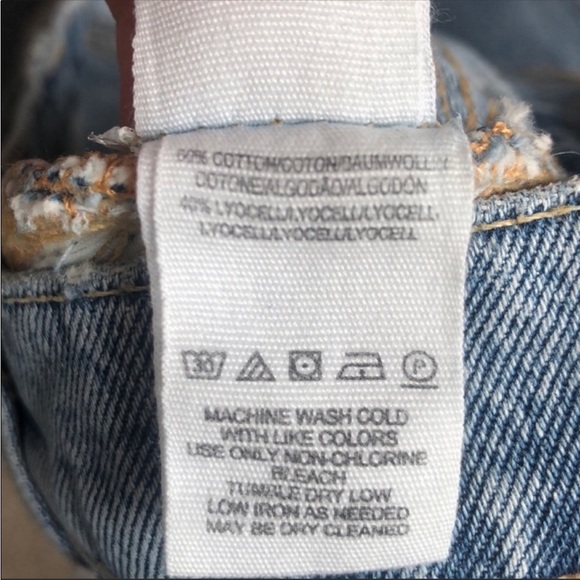 60% COTTON/COTON/BAUMWOLLE/
COTONE/ALGODÃO/ALGODÓN
40% LYOCELL/LYOCELL/LYOCELL/
LYOCELL/LYOCELL/LYOCELL
30
P
MACHINE WASH COLD
WITH LIKE COLORS
USE ONLY NON-CHLORINE
BLEACH
TUMBLE DRY LOW
LOW IRON AS NEEDED
MAY BE DRY CLEANED